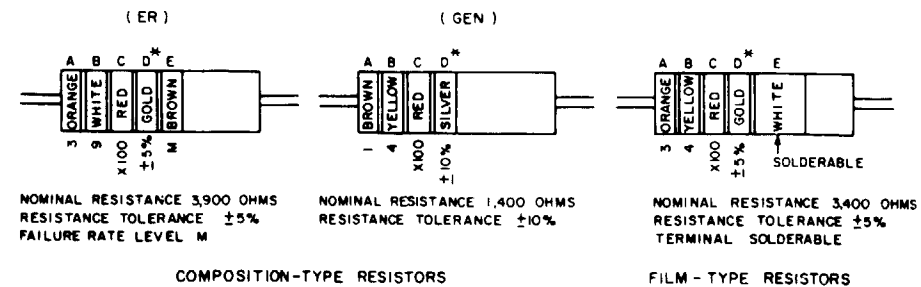 (ER)
A B C D* E
ORANGE WHITE RED GOLD BROWN
3 9 X100 ±5% M
NOMINAL RESISTANCE 3,900 OHMS
RESISTANCE TOLERANCE ±5%
FAILURE RATE LEVEL M
(GEN)
A B C D*
BROWN YELLOW RED SILVER
1 4 X100 ±10%
NOMINAL RESISTANCE 1,400 OHMS
RESISTANCE TOLERANCE ±10%
COMPOSITION-TYPE RESISTORS
A B C D* E
ORANGE YELLOW RED GOLD WHITE
3 4 X100 ±5%
SOLDERABLE
NOMINAL RESISTANCE 3,400 OHMS
RESISTANCE TOLERANCE ±5%
TERMINAL SOLDERABLE
FILM-TYPE RESISTORS